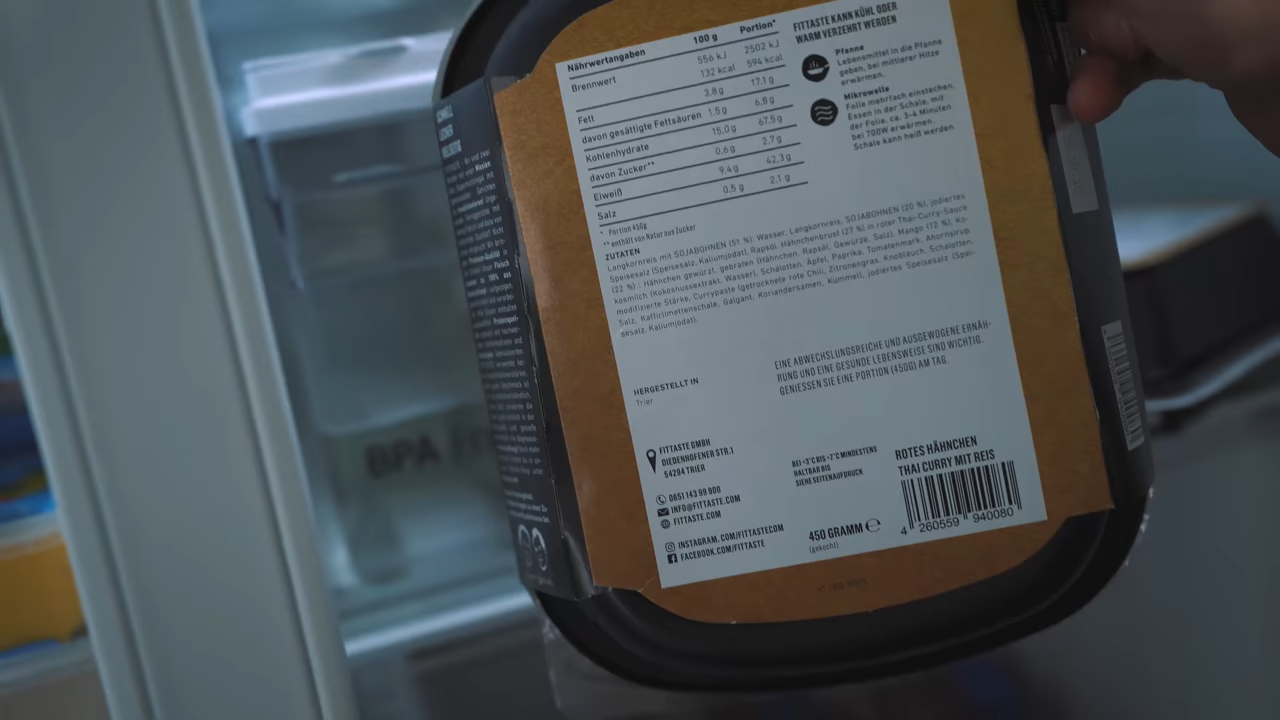 Nährwertangaben 100 g Portion*
Brennwert 556 kJ 2502 kJ
132 kcal 594 kcal
Fett 3,8 g 17,1 g
davon gesättigte Fettsäuren 1,5 g 6,8 g
Kohlenhydrate 15,0 g 67,5 g
davon Zucker** 0,6 g 2,7 g
Eiweiß 9,4 g 42,3 g
Salz 0,5 g 2,1 g
* Portion 450g
** enthält von Natur aus Zucker
FITTASTE KANN KÜHL ODER
WARM VERZEHRT WERDEN
Pfanne
Lebensmittel in die Pfanne
geben, bei mittlerer Hitze
erwärmen.
Mikrowelle
Folie mehrfach einstechen.
Essen in der Schale, mit
der Folie, ca. 3-4 Minuten
bei 700W erwärmen.
Schale kann heiß werden.
ZUTATEN
Langkornreis mit SOJABOHNEN (51 %): Wasser, Langkornreis, SOJABOHNEN (20 %), jodiertes
Speisesalz (Speisesalz, Kaliumjodat), Rapsöl. Hähnchenbrust (27 %) in roter Thai-Curry-Sauce
(22 %) : Hähnchen gewürzt, gebraten (Hähnchen, Rapsöl, Gewürze, Salz), Mango (12 %), Ko-
kosmilch (Kokosnussextrakt, Wasser), Schalotten, Äpfel, Paprika, Tomatenmark, Ahornsirup,
modifizierte Stärke, Currypaste (getrocknete rote Chili, Zitronengras, Knoblauch, Schalotten,
Salz, Kaffirlimettenschale, Galgant, Koriandersamen, Kümmel), jodiertes Speisesalz (Spei-
sesalz, Kaliumjodat).
EINE ABWECHSLUNGSREICHE UND AUSGEWOGENE ERNÄH-
RUNG UND EINE GESUNDE LEBENSWEISE SIND WICHTIG.
GENIESSEN SIE EINE PORTION (450G) AM TAG.
HERGESTELLT IN
Trier
FITTASTE GMBH
DIEDENHOFENER STR.1
54294 TRIER
0651 143 99 900
INFO@FITTASTE.COM
FITTASTE.COM
INSTAGRAM.COM/FITTASTECOM
FACEBOOK.COM/FITTASTE
BEI +3°C BIS +7°C MINDESTENS
HALTBAR BIS
SIEHE SEITENAUFDRUCK
450 GRAMM e
(gekocht)
ROTES HÄHNCHEN
THAI CURRY MIT REIS
4 260559 940080
BPA